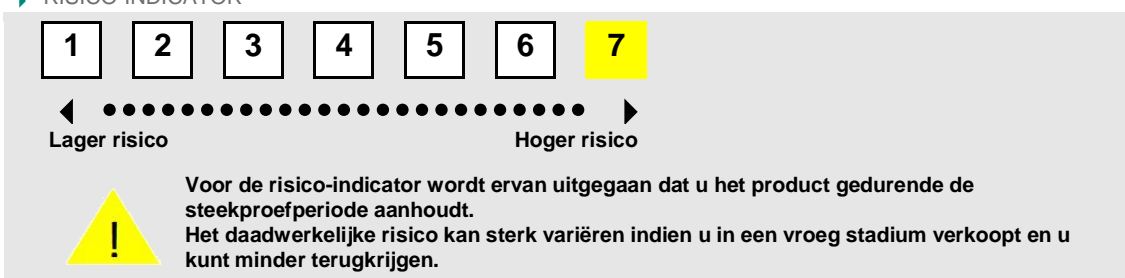 RISICO-INDICATOR
1 2 3 4 5 6 7
Lager risico Hoger risico
Voor de risico-indicator wordt ervan uitgegaan dat u het product gedurende de
steekproefperiode aanhoudt.
! Het daadwerkelijke risico kan sterk variëren indien u in een vroeg stadium verkoopt en u
kunt minder terugkrijgen.